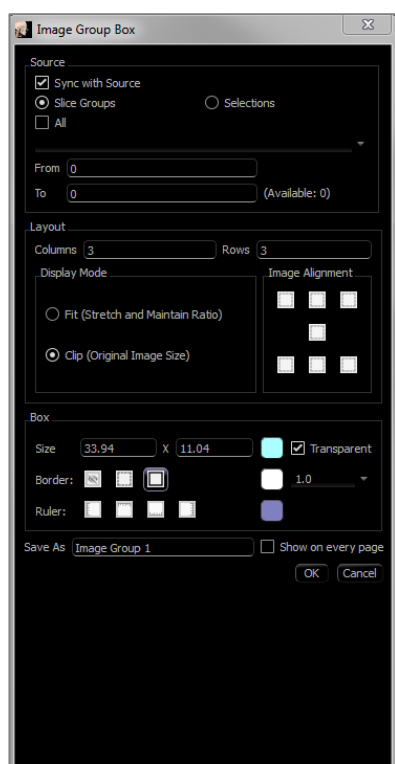 Image Group Box
Source
Sync with Source
Slice Groups Selections
All
From 0
To 0 (Available: 0)
Layout
Columns 3 Rows 3
Display Mode Image Alignment
Fit (Stretch and Maintain Ratio)
Clip (Original Image Size)
Box
Size 33.94 X 11.04 Transparent
Border: 1.0
Ruler:
Save As Image Group 1 Show on every page
OK Cancel